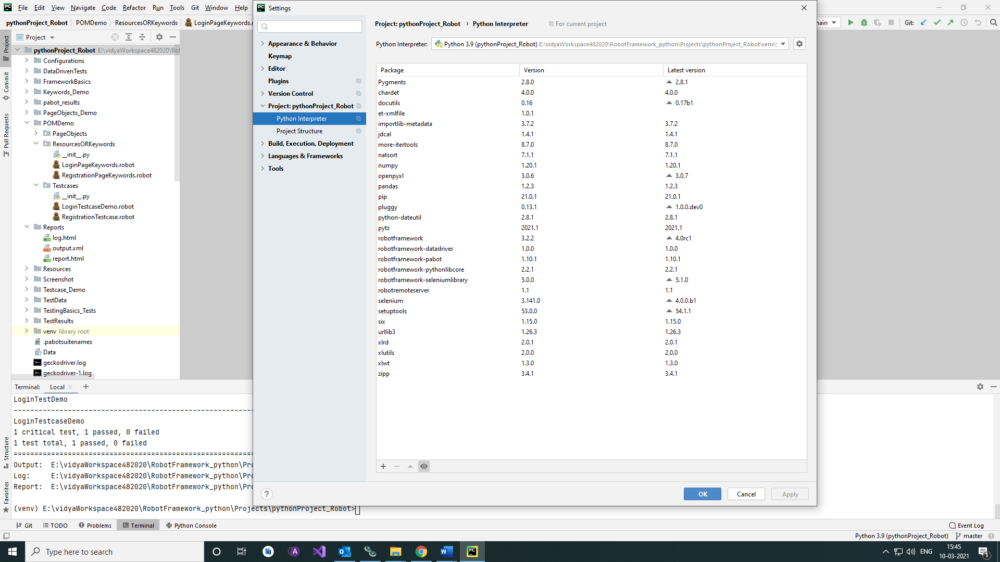 File Edit View Navigate Code Refactor Run Tools Git Window Help
pythonProject_Robot POMDemo ResourcesORKeywords LoginPageKeywords.r
Git:
Project
pythonProject_Robot E:\vidyaWorkspace482020\Ro
Configurations
DataDrivenTests
FrameworkBasics
Keywords_Demo
pabot_results
PageObjects_Demo
POMDemo
PageObjects
ResourcesORKeywords
__init__.py
LoginPageKeywords.robot
RegistrationPageKeywords.robot
Testcases
__init__.py
LoginTestcaseDemo.robot
RegistrationTestcase.robot
Reports
log.html
output.xml
report.html
Resources
Screenshot
Testcase_Demo
TestData
TestingBasics_Tests
TestResults
venv library root
.pabotsuitenames
Data
geckodriver.log
geckodriver-1.log
Project
Commit
Pull Requests
Structure
Favorites
Settings
Appearance & Behavior
Keymap
Editor
Plugins
Version Control
Project: pythonProject_Robot
Python Interpreter
Project Structure
Build, Execution, Deployment
Languages & Frameworks
Tools
Project: pythonProject_Robot › Python Interpreter For current project
Python Interpreter: Python 3.9 (pythonProject_Robot) E:\vidyaWorkspace482020\RobotFramework_python\Projects\pythonProject_Robot\venv\
Package Version Latest version
Pygments 2.8.0 2.8.1
chardet 4.0.0 4.0.0
docutils 0.16 0.17b1
et-xmlfile 1.0.1
importlib-metadata 3.7.2 3.7.2
jdcal 1.4.1 1.4.1
more-itertools 8.7.0 8.7.0
natsort 7.1.1 7.1.1
numpy 1.20.1 1.20.1
openpyxl 3.0.6 3.0.7
pandas 1.2.3 1.2.3
pip 21.0.1 21.0.1
pluggy 0.13.1 1.0.0.dev0
python-dateutil 2.8.1 2.8.1
pytz 2021.1 2021.1
robotframework 3.2.2 4.0rc1
robotframework-datadriver 1.0.0 1.0.0
robotframework-pabot 1.10.1 1.10.1
robotframework-pythonlibcore 2.2.1 2.2.1
robotframework-seleniumlibrary 5.0.0 5.1.0
robotremoteserver 1.1 1.1
selenium 3.141.0 4.0.0.b1
setuptools 53.0.0 54.1.1
six 1.15.0 1.15.0
urllib3 1.26.3 1.26.3
xlrd 2.0.1 2.0.1
xlutils 2.0.0 2.0.0
xlwt 1.3.0 1.3.0
zipp 3.4.1 3.4.1
OK Cancel Apply
Terminal: Local
LoginTestDemo
LoginTestcaseDemo
1 critical test, 1 passed, 0 failed
1 test total, 1 passed, 0 failed
Output: E:\vidyaWorkspace482020\RobotFramework_python\Pro
Log: E:\vidyaWorkspace482020\RobotFramework_python\Pro
Report: E:\vidyaWorkspace482020\RobotFramework_python\Pro
(venv) E:\vidyaWorkspace482020\RobotFramework_python\Projects\pythonProject_Robot>
Git TODO Problems Terminal Python Console Event Log
Python 3.9 (pythonProject_Robot) master
Type here to search
ENG
15:45
10-03-2021
1